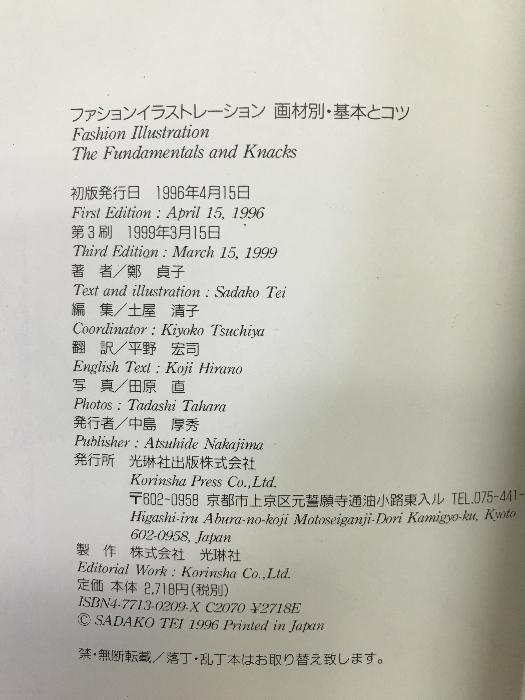 ファションイラストレーション 画材別・基本とコツ
Fashion Illustration
The Fundamentals and Knacks
初版発行日 1996年4月15日
First Edition : April 15, 1996
第3刷 1999年3月15日
Third Edition : March 15, 1999
著 者／鄭 貞子
Text and illustration : Sadako Tei
編 集／土屋 清子
Coordinator : Kiyoko Tsuchiya
翻 訳／平野 宏司
English Text : Koji Hirano
写 真／田原 直
Photos : Tadashi Tahara
発行者／中島 厚秀
Publisher : Atsuhide Nakajima
発行所 光琳社出版株式会社
Korinsha Press Co.,Ltd.
〒602-0958 京都市上京区元誓願寺通油小路東入ル TEL.075-441-
Higashi-iru Abura-no-koji Motoseiganji-Dori Kamigyo-ku, Kyoto
602-0958, Japan
製 作 株式会社 光琳社
Editorial Work : Korinsha Co.,Ltd.
定価 本体 2,718円（税別）
ISBN4-7713-0209-X C2070 ¥2718E
© SADAKO TEI 1996 Printed in Japan
禁・無断転載／落丁・乱丁本はお取り替え致します。